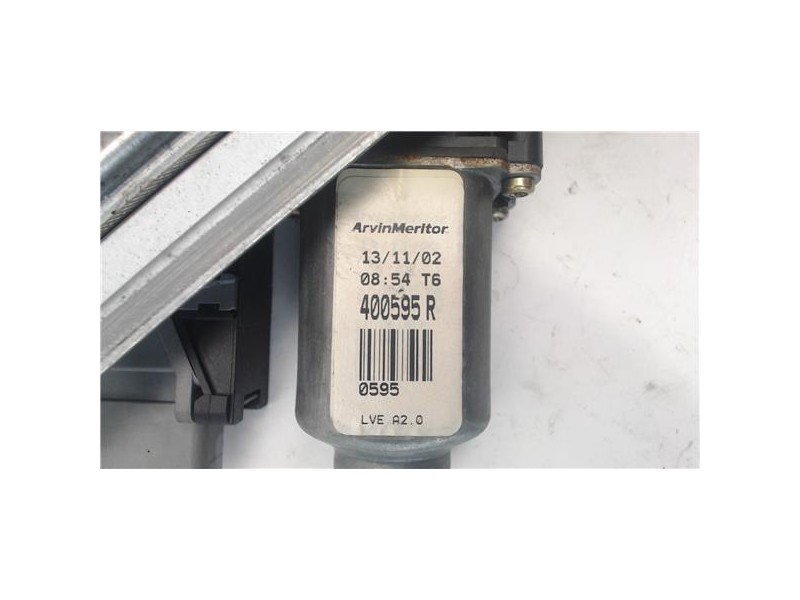 ArvinMeritor
13/11/02
08:54 T6
400595 R
0595
LVE A2.0